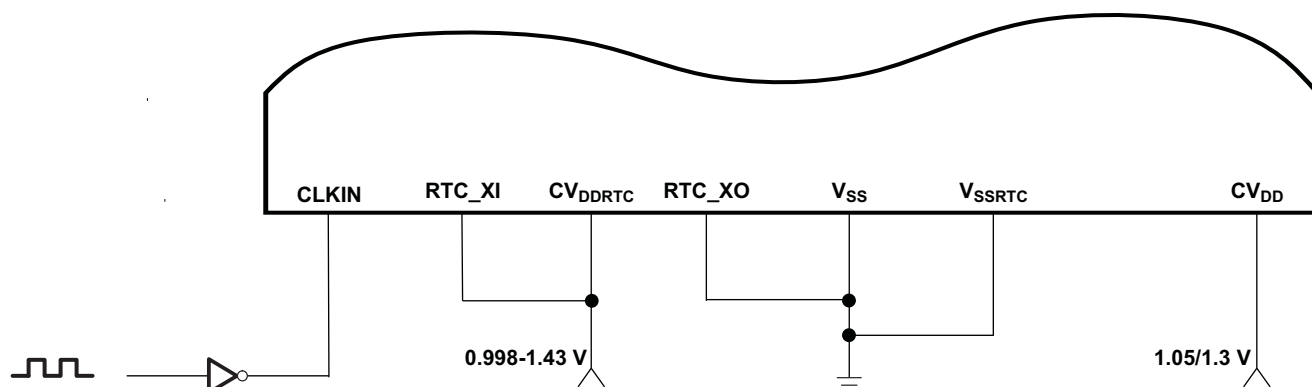 CLKIN RTC_XI CVDDRTC RTC_XO VSS VSSRTC CVDD
0.998-1.43 V 1.05/1.3 V